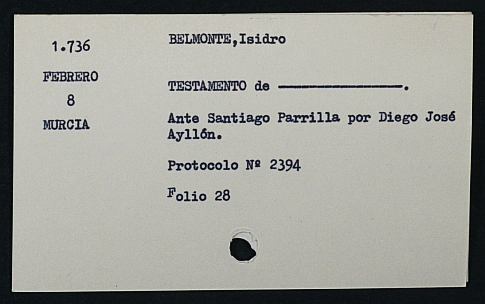 1.736
FEBRERO
8
MURCIA
BELMONTE,Isidro
TESTAMENTO de ————————.
Ante Santiago Parrilla por Diego José
Ayllón.
Protocolo Nº 2394
Folio 28